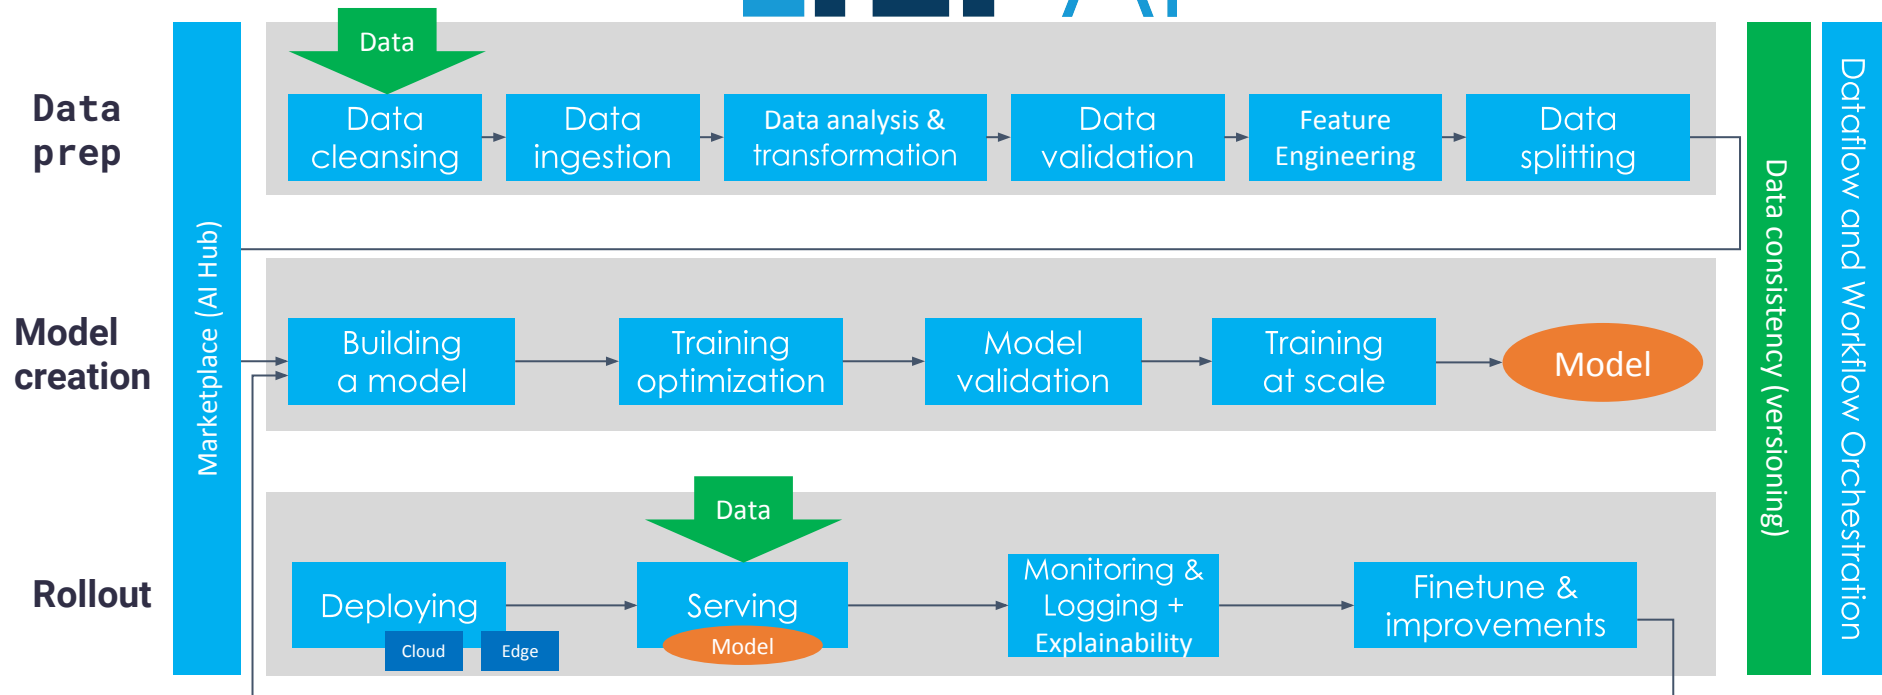 Data
prep
Data
Data
cleansing
Data
ingestion
Data analysis &
transformation
Data
validation
Feature
Engineering
Data
splitting
Marketplace (AI Hub)
Data consistency (versioning)
Dataflow and Workflow Orchestration
Model
creation
Building
a model
Training
optimization
Model
validation
Training
at scale
Model
Rollout
Data
Deploying
Cloud
Edge
Serving
Model
Monitoring &
Logging +
Explainability
Finetune &
improvements